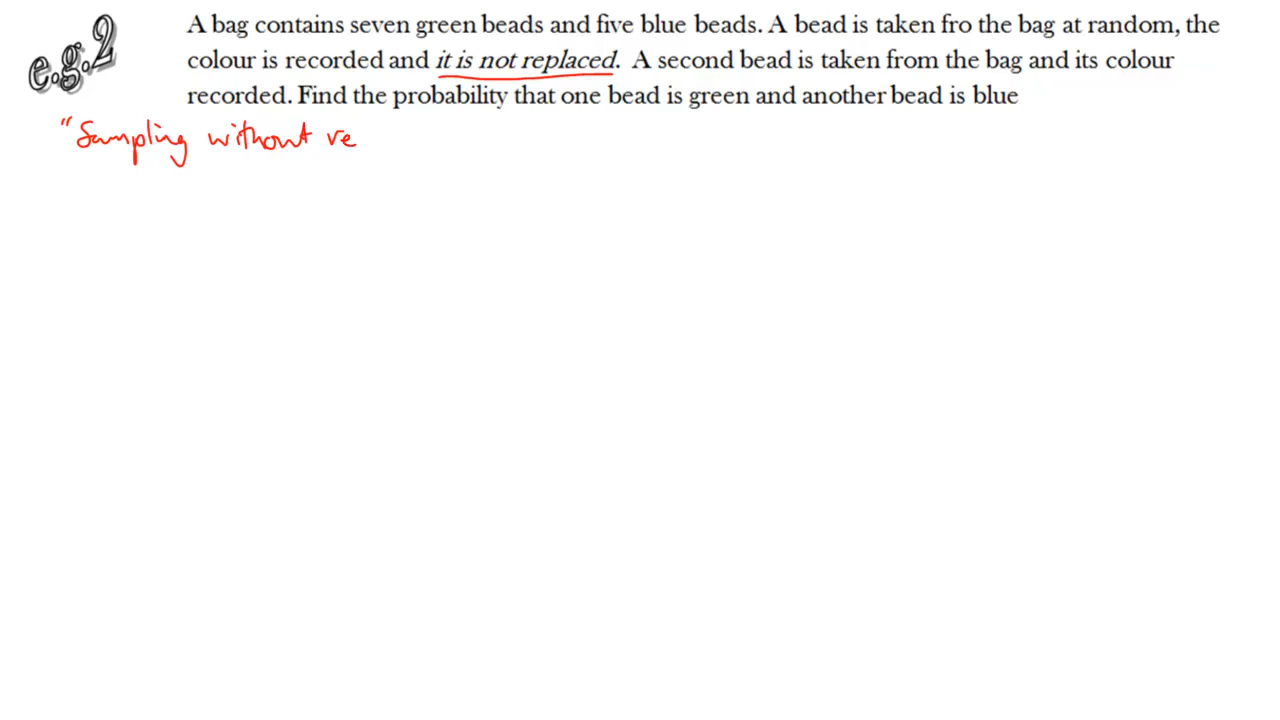 e.g.2
A bag contains seven green beads and five blue beads. A bead is taken fro the bag at random, the
colour is recorded and it is not replaced. A second bead is taken from the bag and its colour
recorded. Find the probability that one bead is green and another bead is blue
"Sampling without re